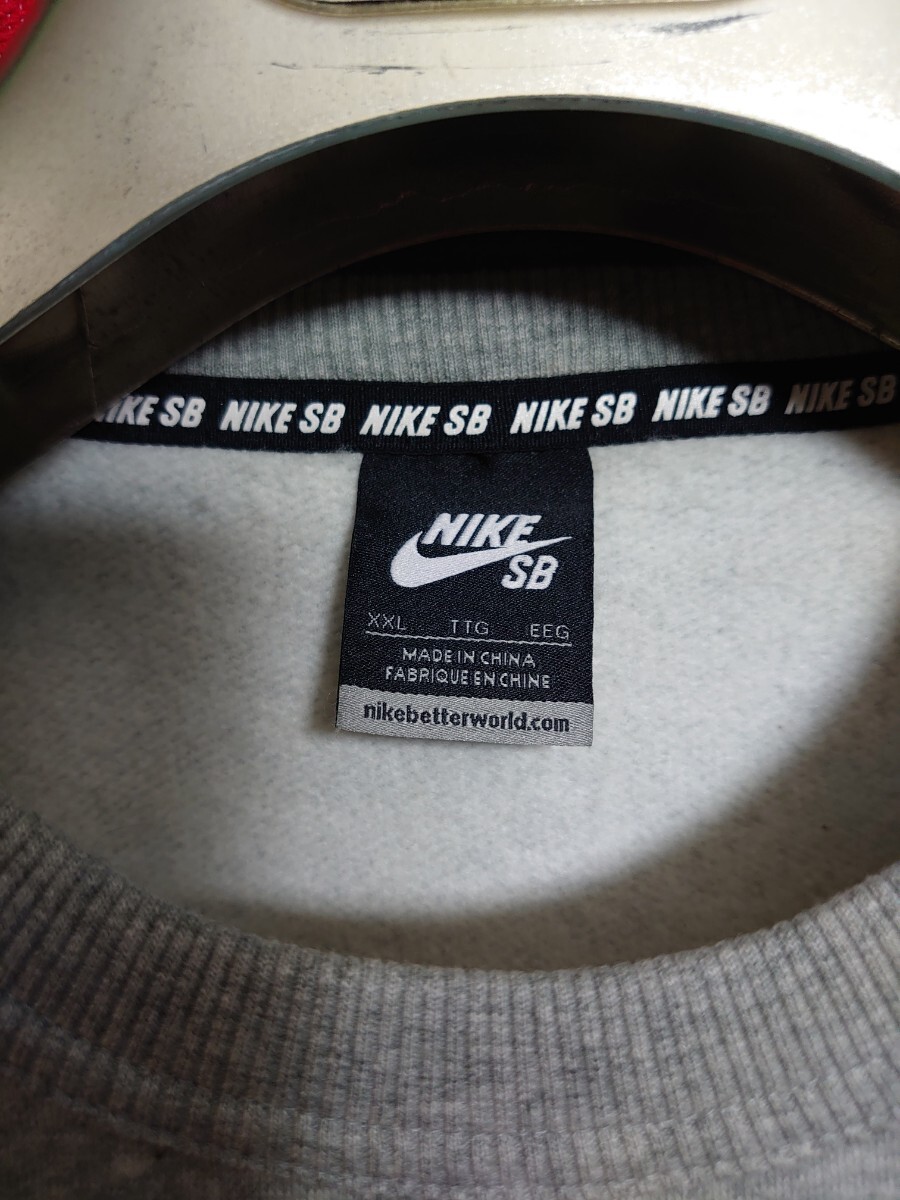 NIKE SB NIKE SB NIKE SB NIKE SB NIKE SB NIKE SB
NIKE
SB
XXL TTG EEG
MADE IN CHINA
FABRIQUE EN CHINE
nikebetterworld.com